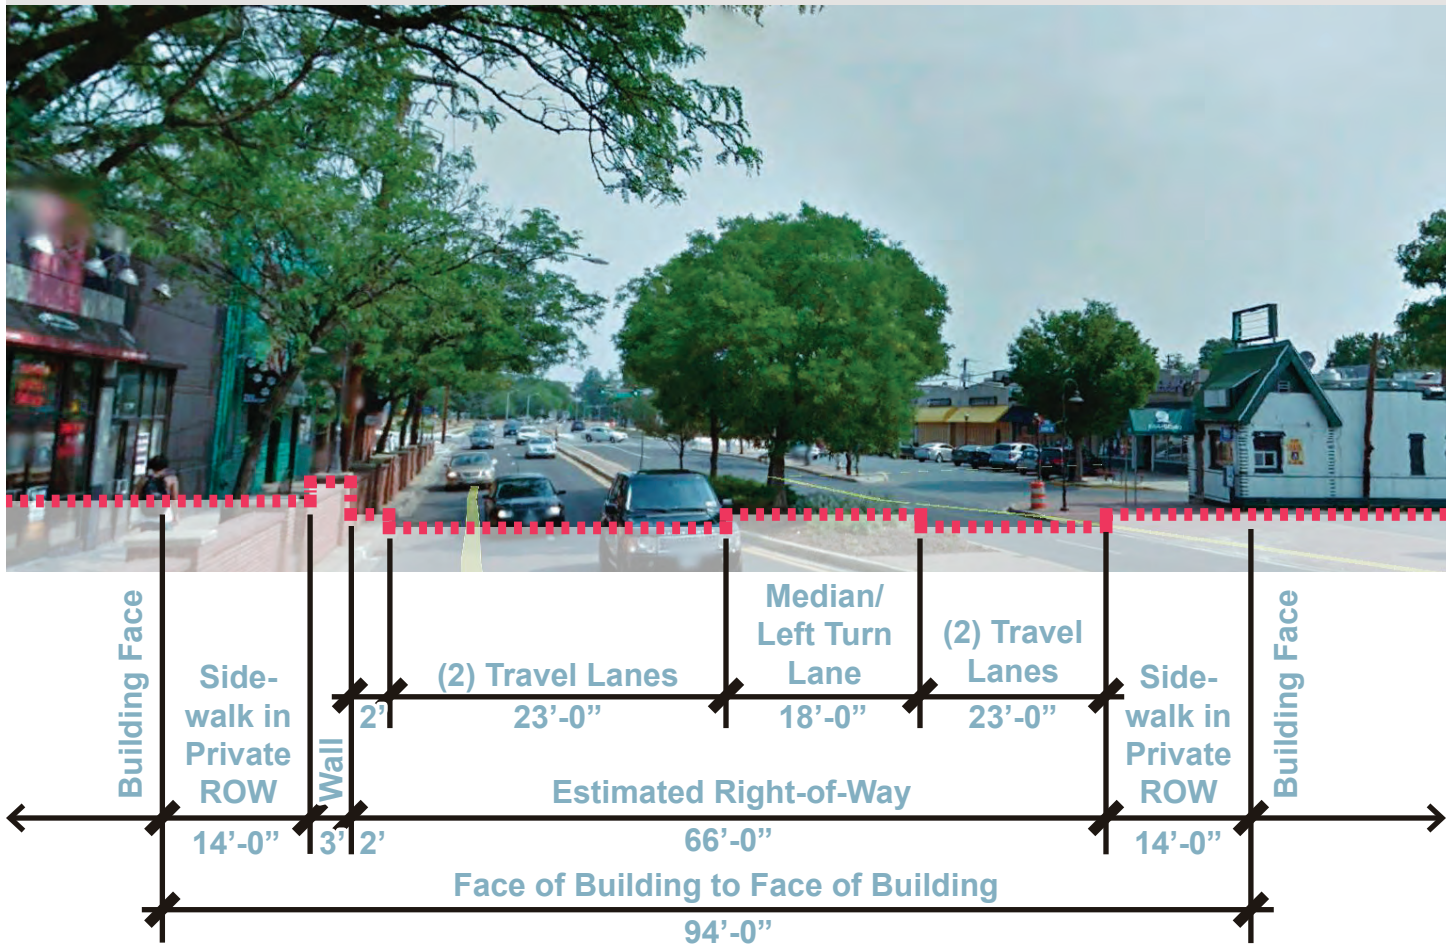 Building Face
Side-
walk in
Private
ROW
14’-0”
Wall
3’
2’
2'
(2) Travel Lanes
23’-0”
Median/
Left Turn
Lane
18’-0”
(2) Travel
Lanes
23’-0”
Side-
walk in
Private
ROW
14’-0”
Building Face
Estimated Right-of-Way
66’-0”
Face of Building to Face of Building
94’-0”